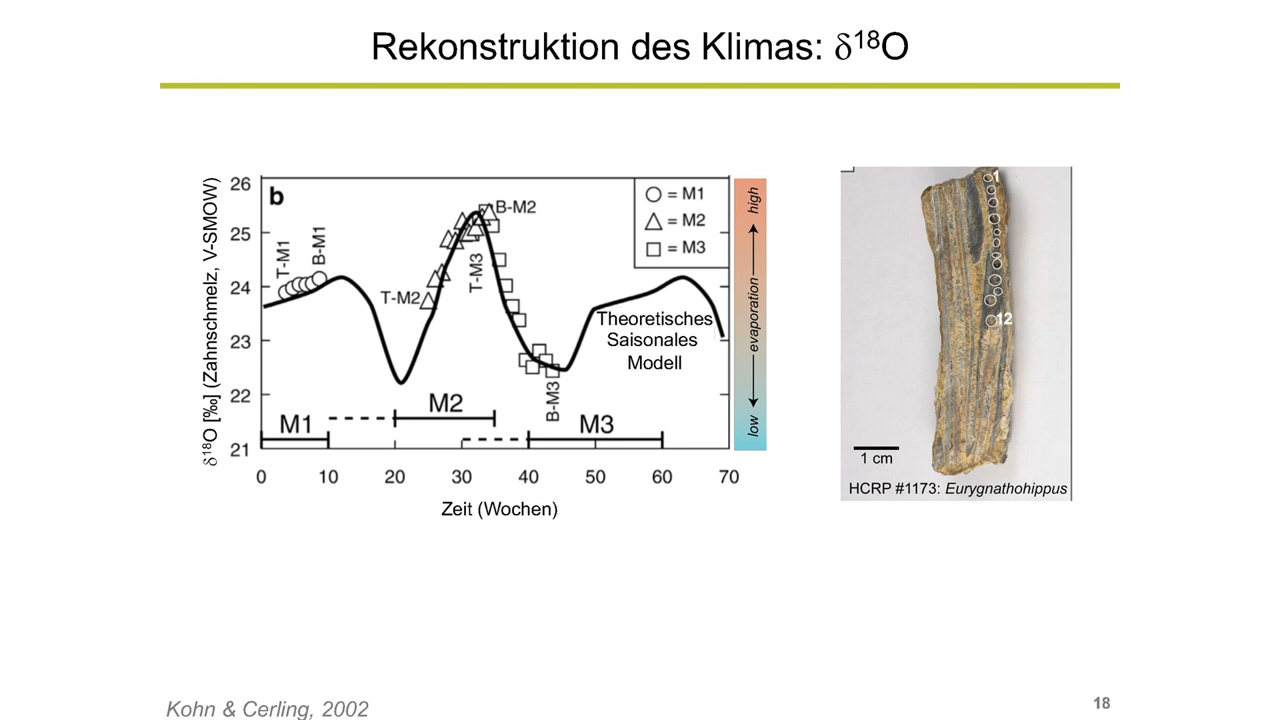 Rekonstruktion des Klimas: δ¹⁸O
δ¹⁸O [‰] (Zahnschmelz, V-SMOW)
26
25
24
23
22
21
b
T-M1
B-M1
T-M2
T-M3
B-M2
B-M3
○ = M1
△ = M2
□ = M3
Theoretisches
Saisonales
Modell
M1
M2
M3
0 10 20 30 40 50 60 70
Zeit (Wochen)
low evaporation high
1
12
1 cm
HCRP #1173: Eurygnathohippus
Kohn & Cerling, 2002
18